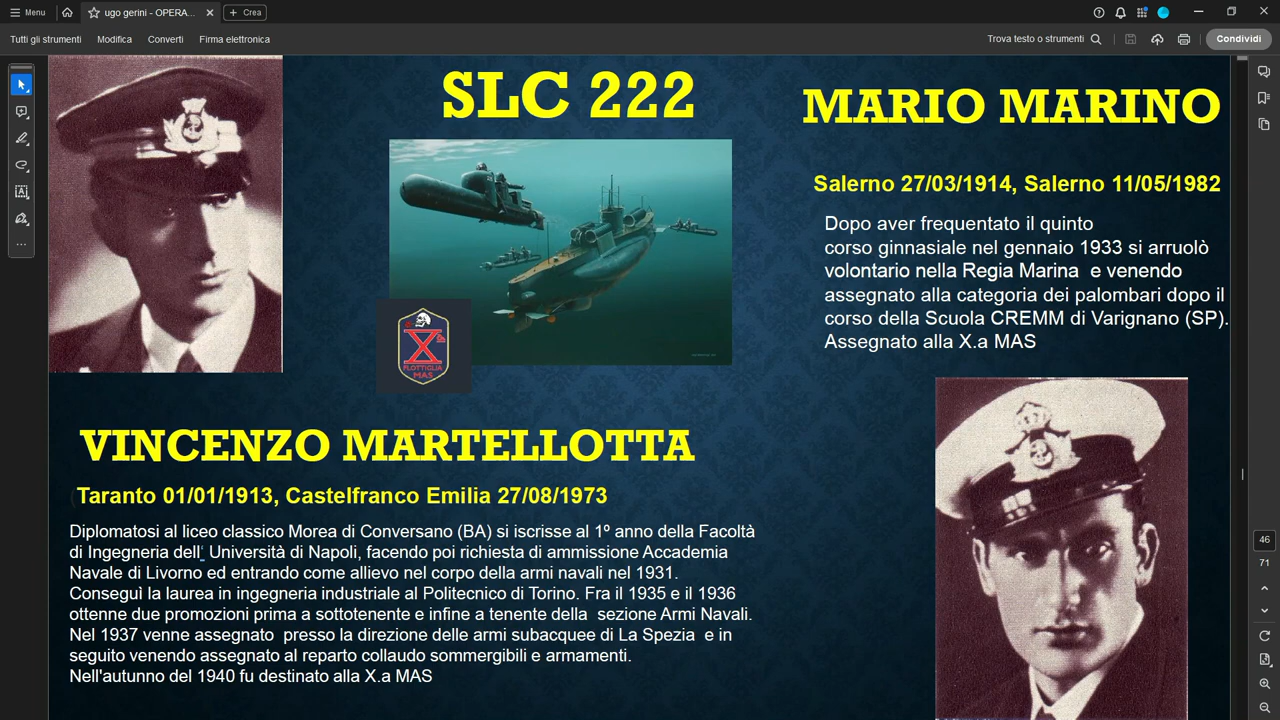 Menu
ugo gerini - OPERA...
Crea
Tutti gli strumenti
Modifica
Converti
Firma elettronica
Trova testo o strumenti
Condividi
SLC 222
MARIO MARINO
Salerno 27/03/1914, Salerno 11/05/1982
Dopo aver frequentato il quinto
corso ginnasiale nel gennaio 1933 si arruolò
volontario nella Regia Marina e venendo
assegnato alla categoria dei palombari dopo il
corso della Scuola CREMM di Varignano (SP).
Assegnato alla X.a MAS
X
FLOTTIGLIA
MAS
VINCENZO MARTELLOTTA
Taranto 01/01/1913, Castelfranco Emilia 27/08/1973
Diplomatosi al liceo classico Morea di Conversano (BA) si iscrisse al 1º anno della Facoltà
di Ingegneria dell' Università di Napoli, facendo poi richiesta di ammissione Accademia
Navale di Livorno ed entrando come allievo nel corpo della armi navali nel 1931.
Conseguì la laurea in ingegneria industriale al Politecnico di Torino. Fra il 1935 e il 1936
ottenne due promozioni prima a sottotenente e infine a tenente della sezione Armi Navali.
Nel 1937 venne assegnato presso la direzione delle armi subacquee di La Spezia e in
seguito venendo assegnato al reparto collaudo sommergibili e armamenti.
Nell'autunno del 1940 fu destinato alla X.a MAS
46
71